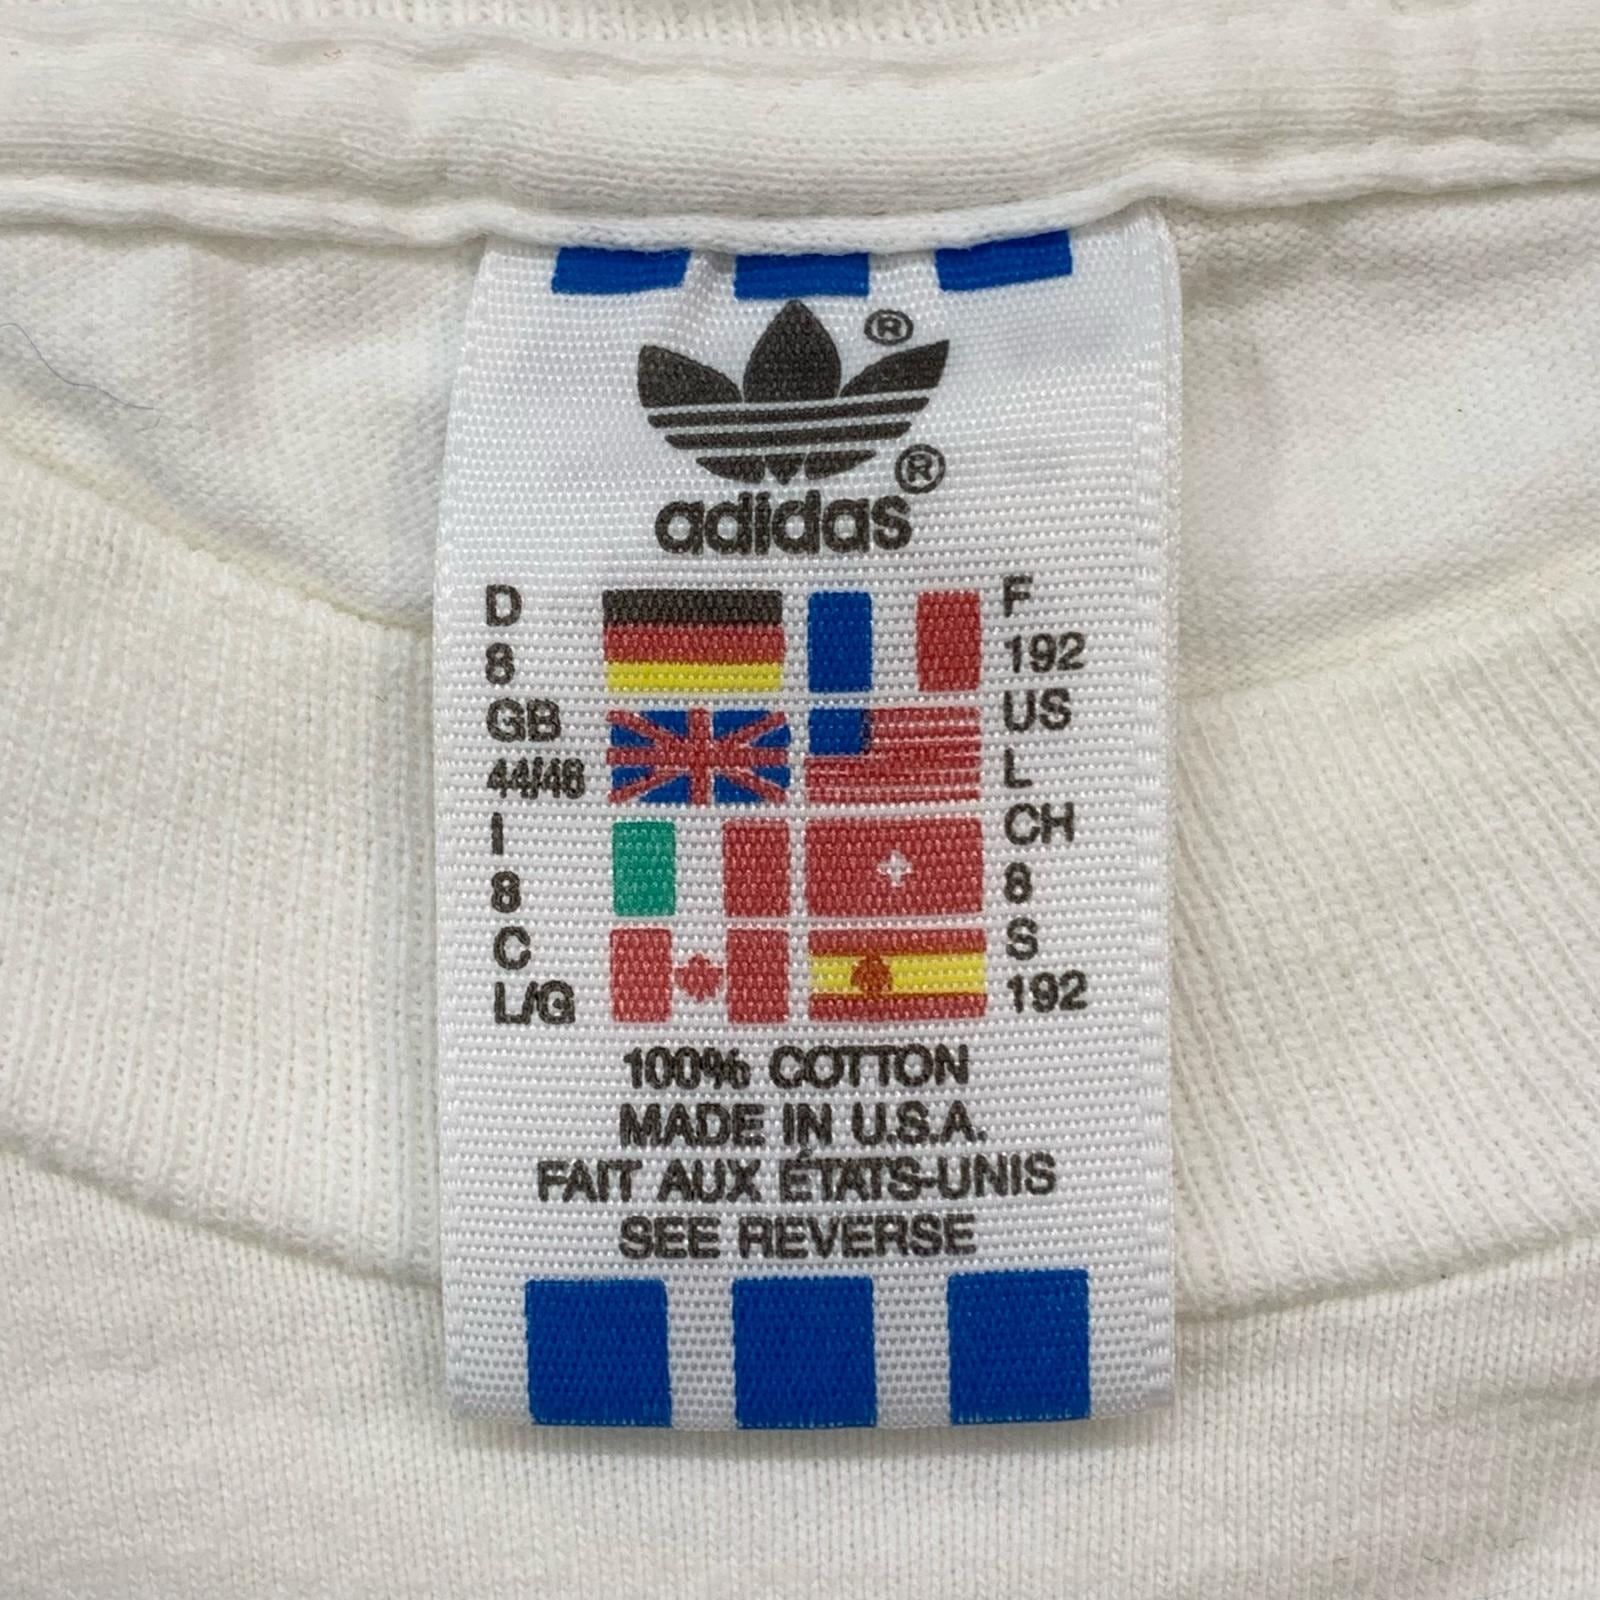 ®
adidas®
D F
8 192
GB US
44/46 L
I CH
8 8
C S
L/G 192
100% COTTON
MADE IN U.S.A.
FAIT AUX ÉTATS-UNIS
SEE REVERSE